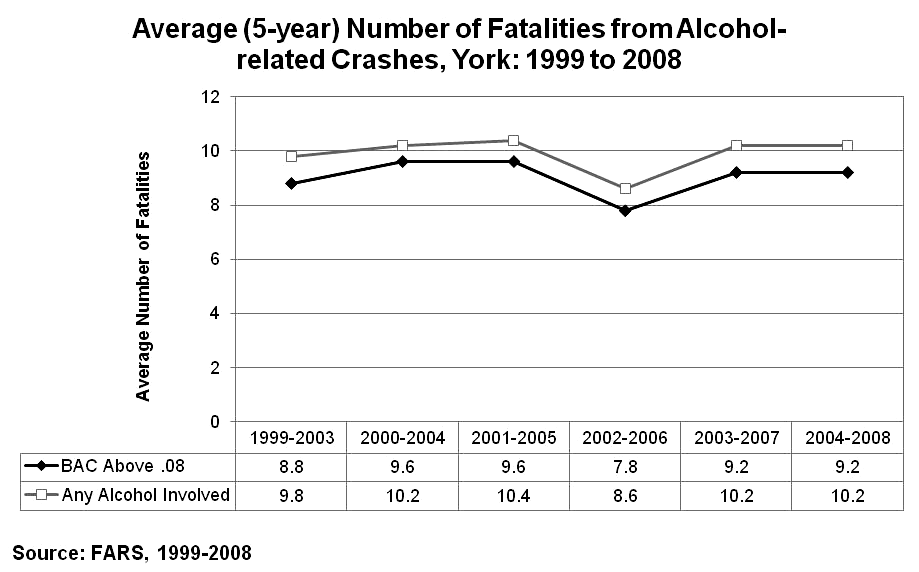 Average (5-year) Number of Fatalities from Alcohol-
related Crashes, York: 1999 to 2008
Average Number of Fatalities
12
10
8
6
4
2
0
1999-2003 2000-2004 2001-2005 2002-2006 2003-2007 2004-2008
BAC Above .08 8.8 9.6 9.6 7.8 9.2 9.2
Any Alcohol Involved 9.8 10.2 10.4 8.6 10.2 10.2
Source: FARS, 1999-2008